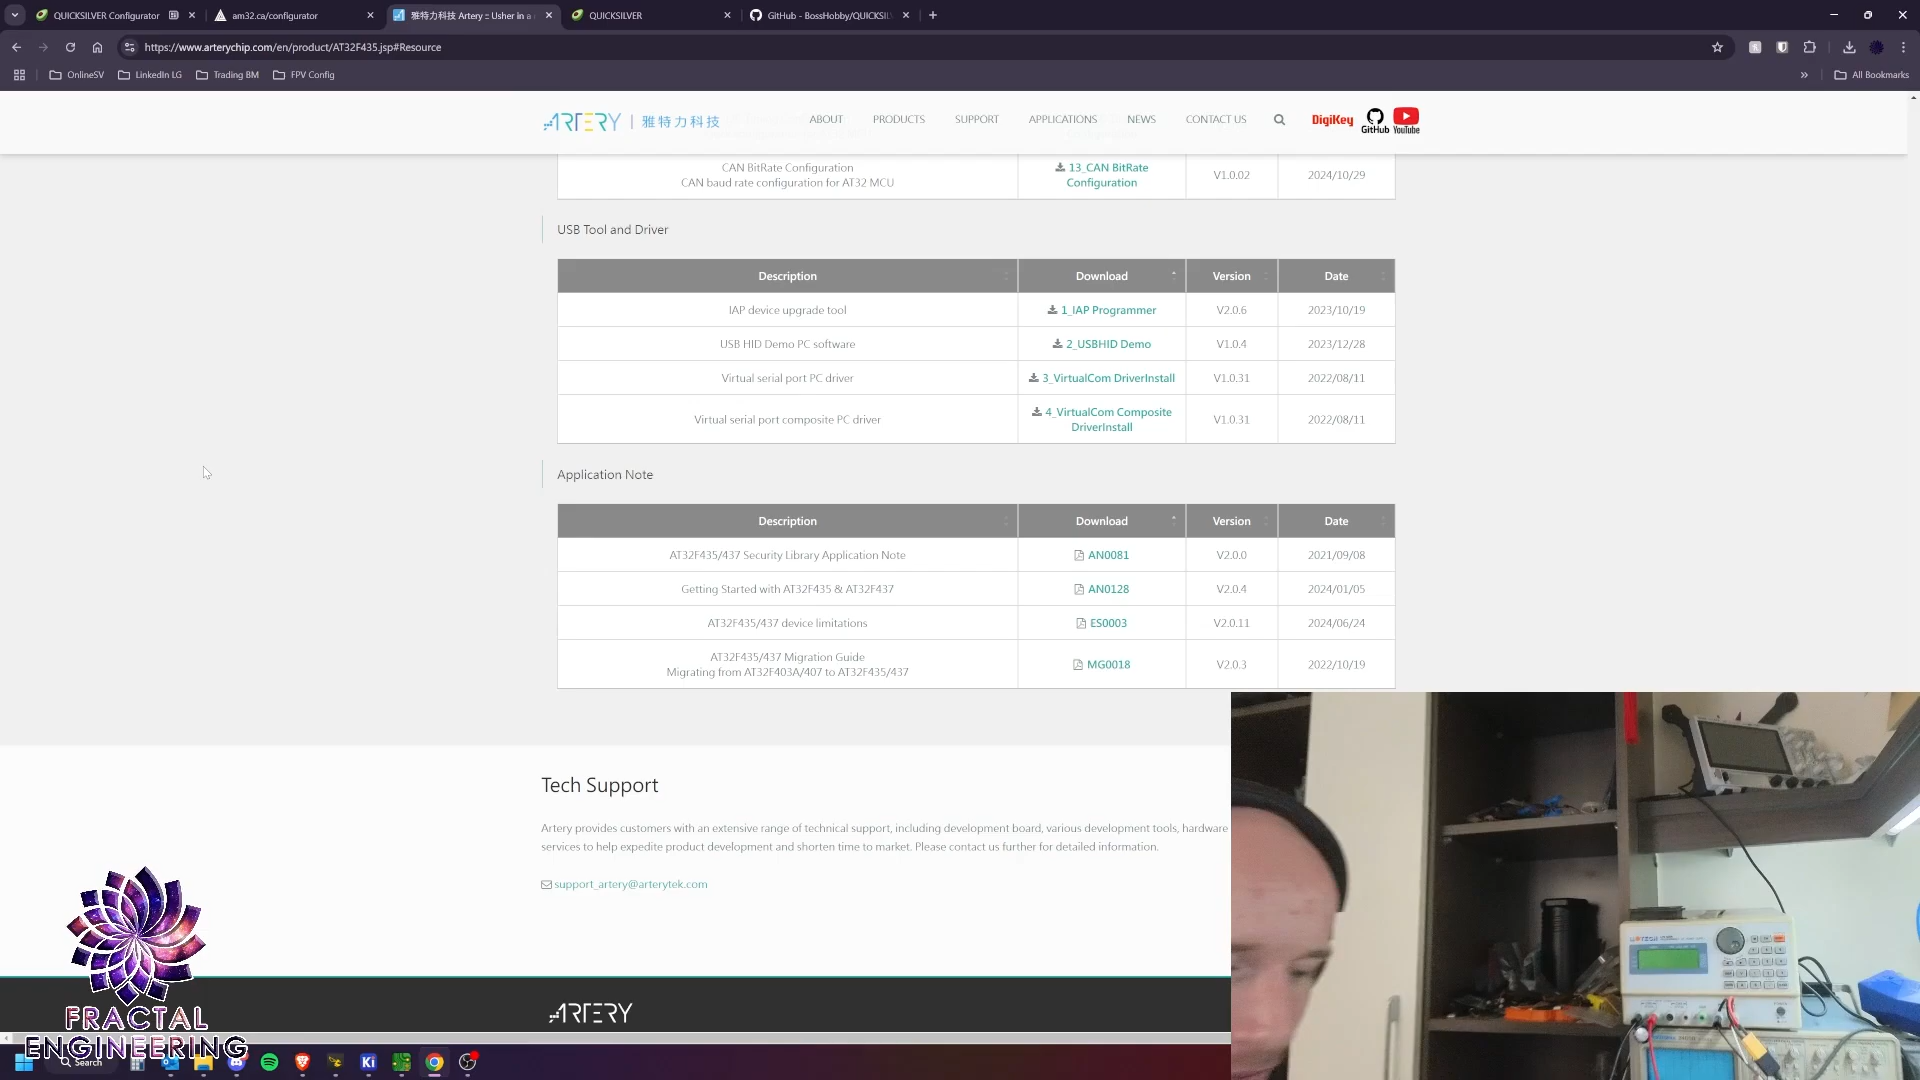 QUICKSILVER Configurator
am32.ca/configurator
雅特力科技 Artery :: Usher in a
QUICKSILVER
GitHub - BossHobby/QUICKSIL
https://www.arterychip.com/en/product/AT32F435.jsp#Resource
OnlineSV
LinkedIn LG
Trading BM
FPV Config
All Bookmarks
ARTERY | 雅特力科技
ABOUT
PRODUCTS
SUPPORT
APPLICATIONS
NEWS
CONTACT US
DigiKey
GitHub
YouTube
CAN BitRate Configuration
CAN baud rate configuration for AT32 MCU
13_CAN BitRate
Configuration
V1.0.02
2024/10/29
USB Tool and Driver
Description
Download
Version
Date
IAP device upgrade tool
1_IAP Programmer
V2.0.6
2023/10/19
USB HID Demo PC software
2_USBHID Demo
V1.0.4
2023/12/28
Virtual serial port PC driver
3_VirtualCom DriverInstall
V1.0.31
2022/08/11
Virtual serial port composite PC driver
4_VirtualCom Composite
DriverInstall
V1.0.31
2022/08/11
Application Note
Description
Download
Version
Date
AT32F435/437 Security Library Application Note
AN0081
V2.0.0
2021/09/08
Getting Started with AT32F435 & AT32F437
AN0128
V2.0.4
2024/01/05
AT32F435/437 device limitations
ES0003
V2.0.11
2024/06/24
AT32F435/437 Migration Guide
Migrating from AT32F403A/407 to AT32F435/437
MG0018
V2.0.3
2022/10/19
Tech Support
Artery provides customers with an extensive range of technical support, including development board, various development tools, hardware
services to help expedite product development and shorten time to market. Please contact us further for detailed information.
support_artery@arterytek.com
ARTERY
FRACTAL
ENGINEERING
Search
Ki